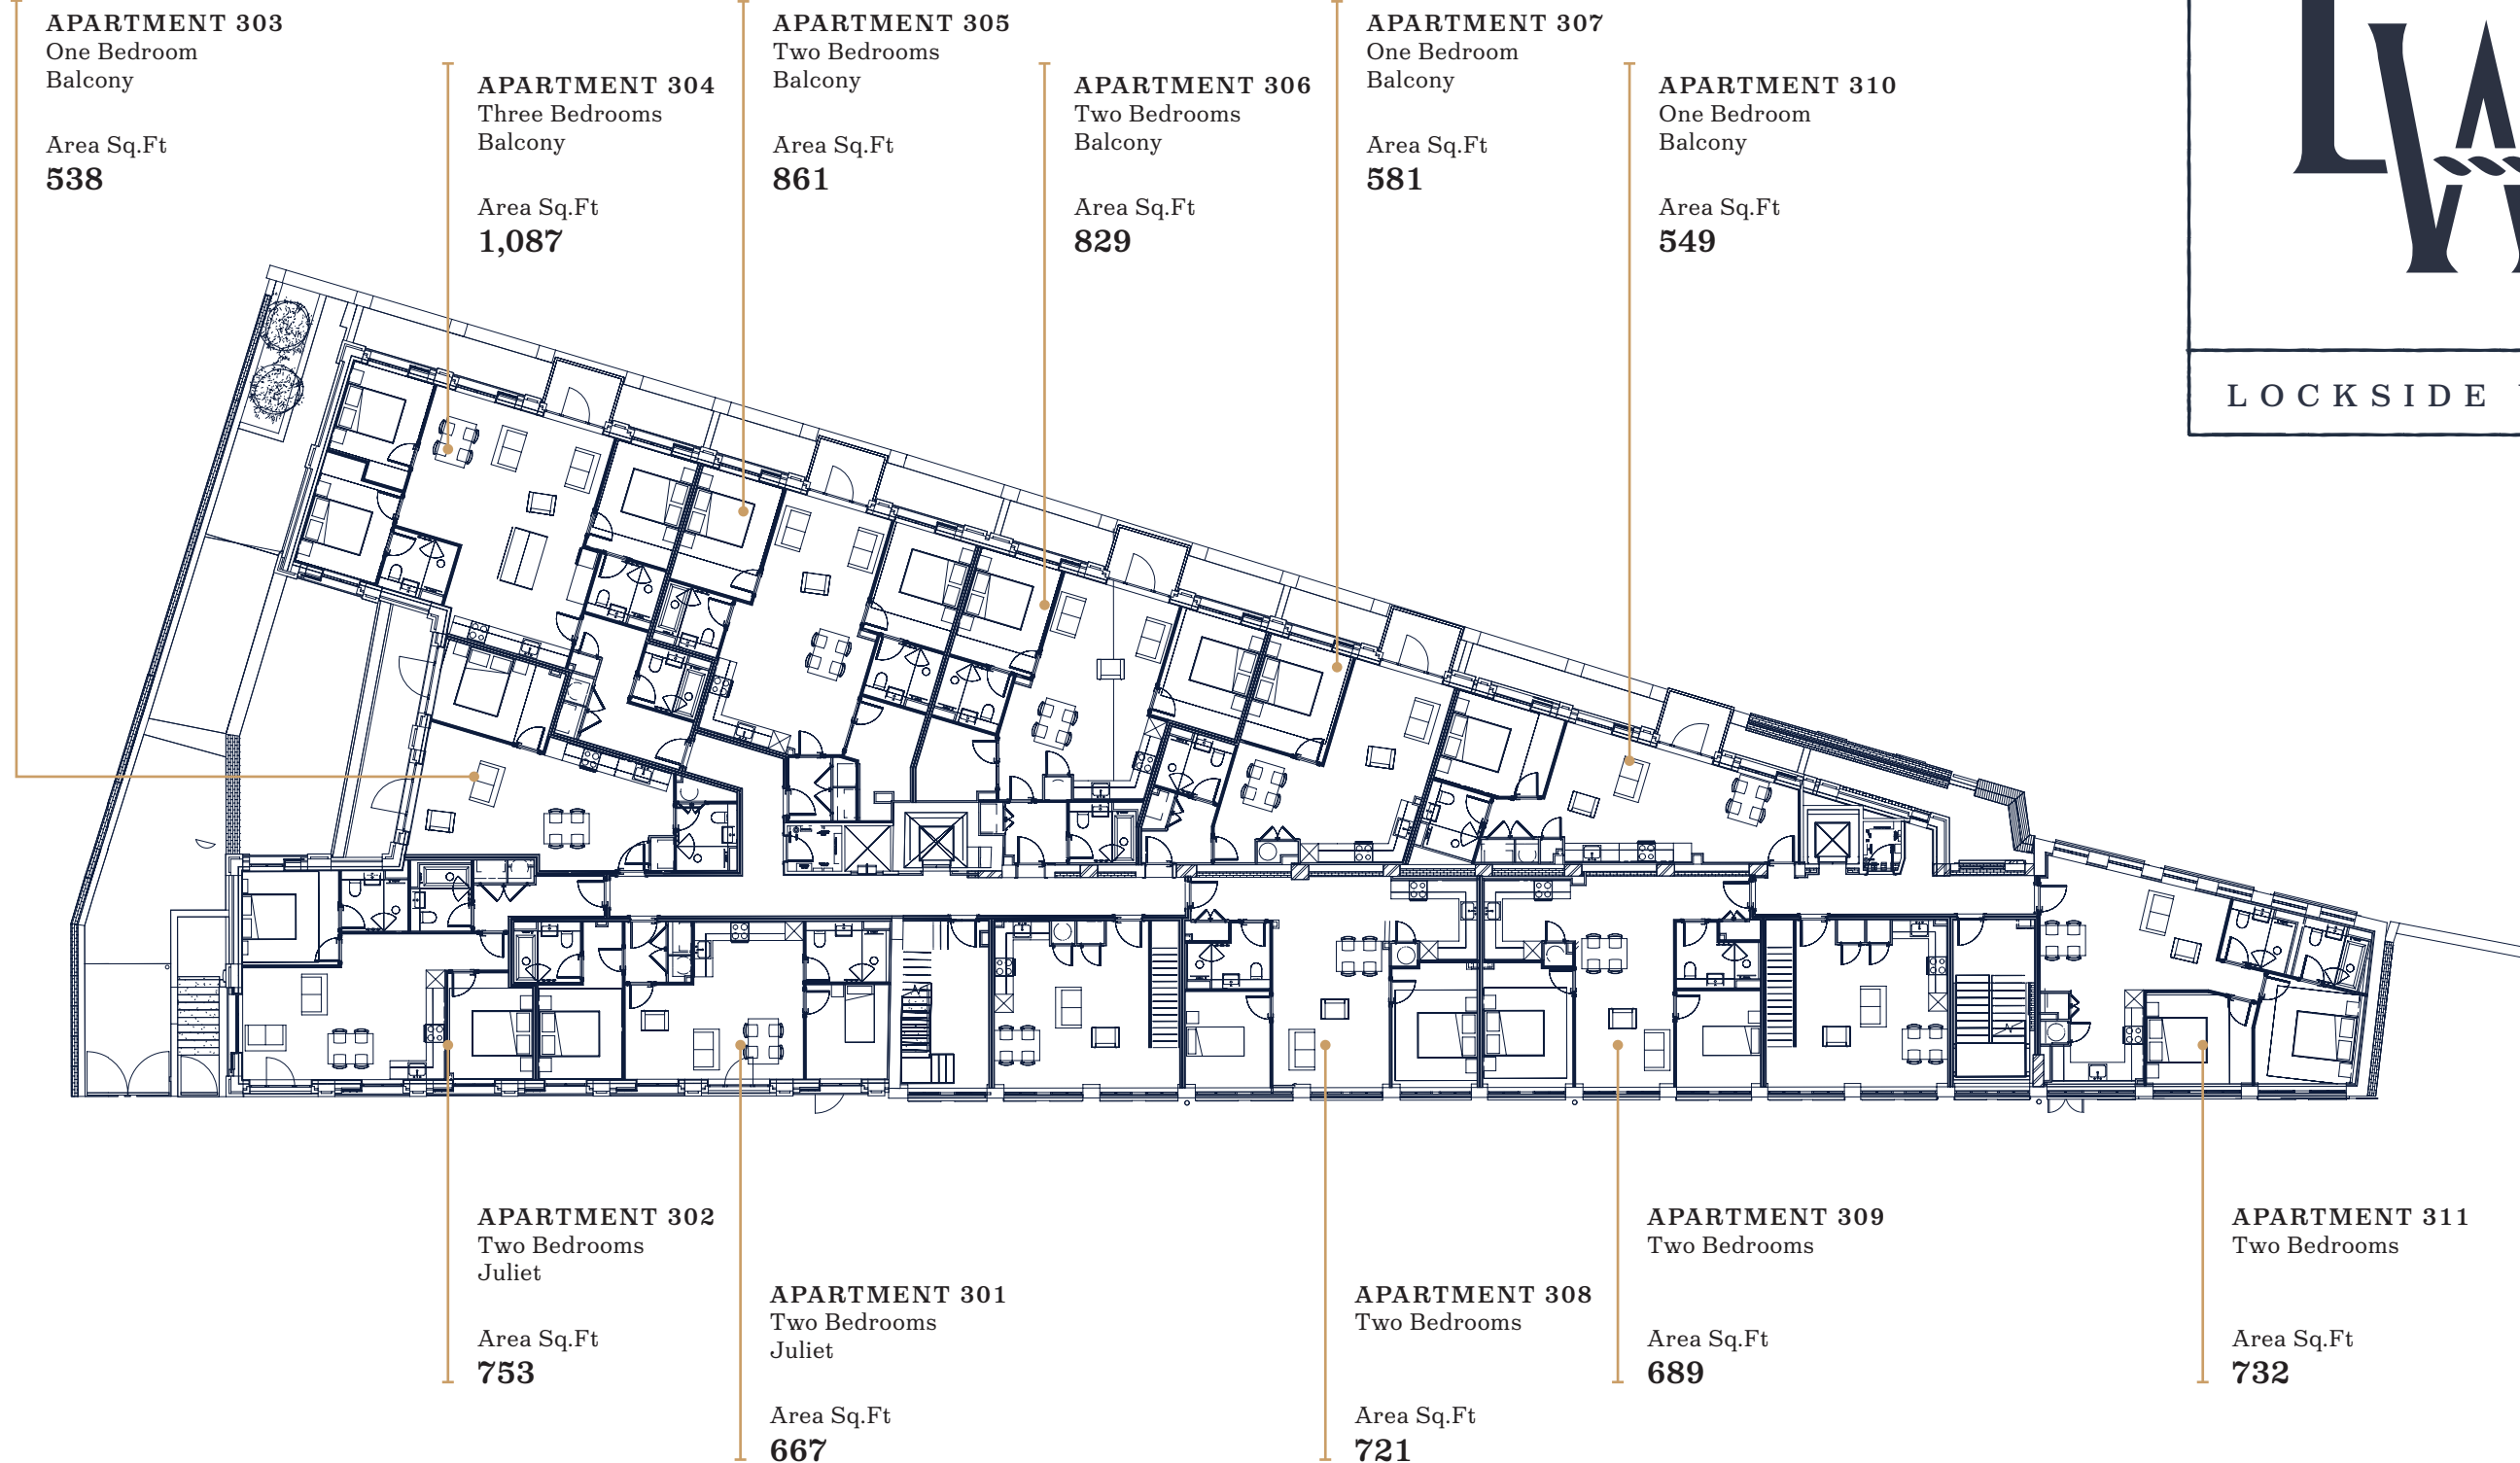 APARTMENT 303
One Bedroom
Balcony
Area Sq.Ft
538
APARTMENT 304
Three Bedrooms
Balcony
Area Sq.Ft
1,087
APARTMENT 305
Two Bedrooms
Balcony
Area Sq.Ft
861
APARTMENT 306
Two Bedrooms
Balcony
Area Sq.Ft
829
APARTMENT 307
One Bedroom
Balcony
Area Sq.Ft
581
APARTMENT 310
One Bedroom
Balcony
Area Sq.Ft
549
LW
LOCKSIDE
APARTMENT 302
Two Bedrooms
Juliet
Area Sq.Ft
753
APARTMENT 301
Two Bedrooms
Juliet
Area Sq.Ft
667
APARTMENT 308
Two Bedrooms
Area Sq.Ft
721
APARTMENT 309
Two Bedrooms
Area Sq.Ft
689
APARTMENT 311
Two Bedrooms
Area Sq.Ft
732